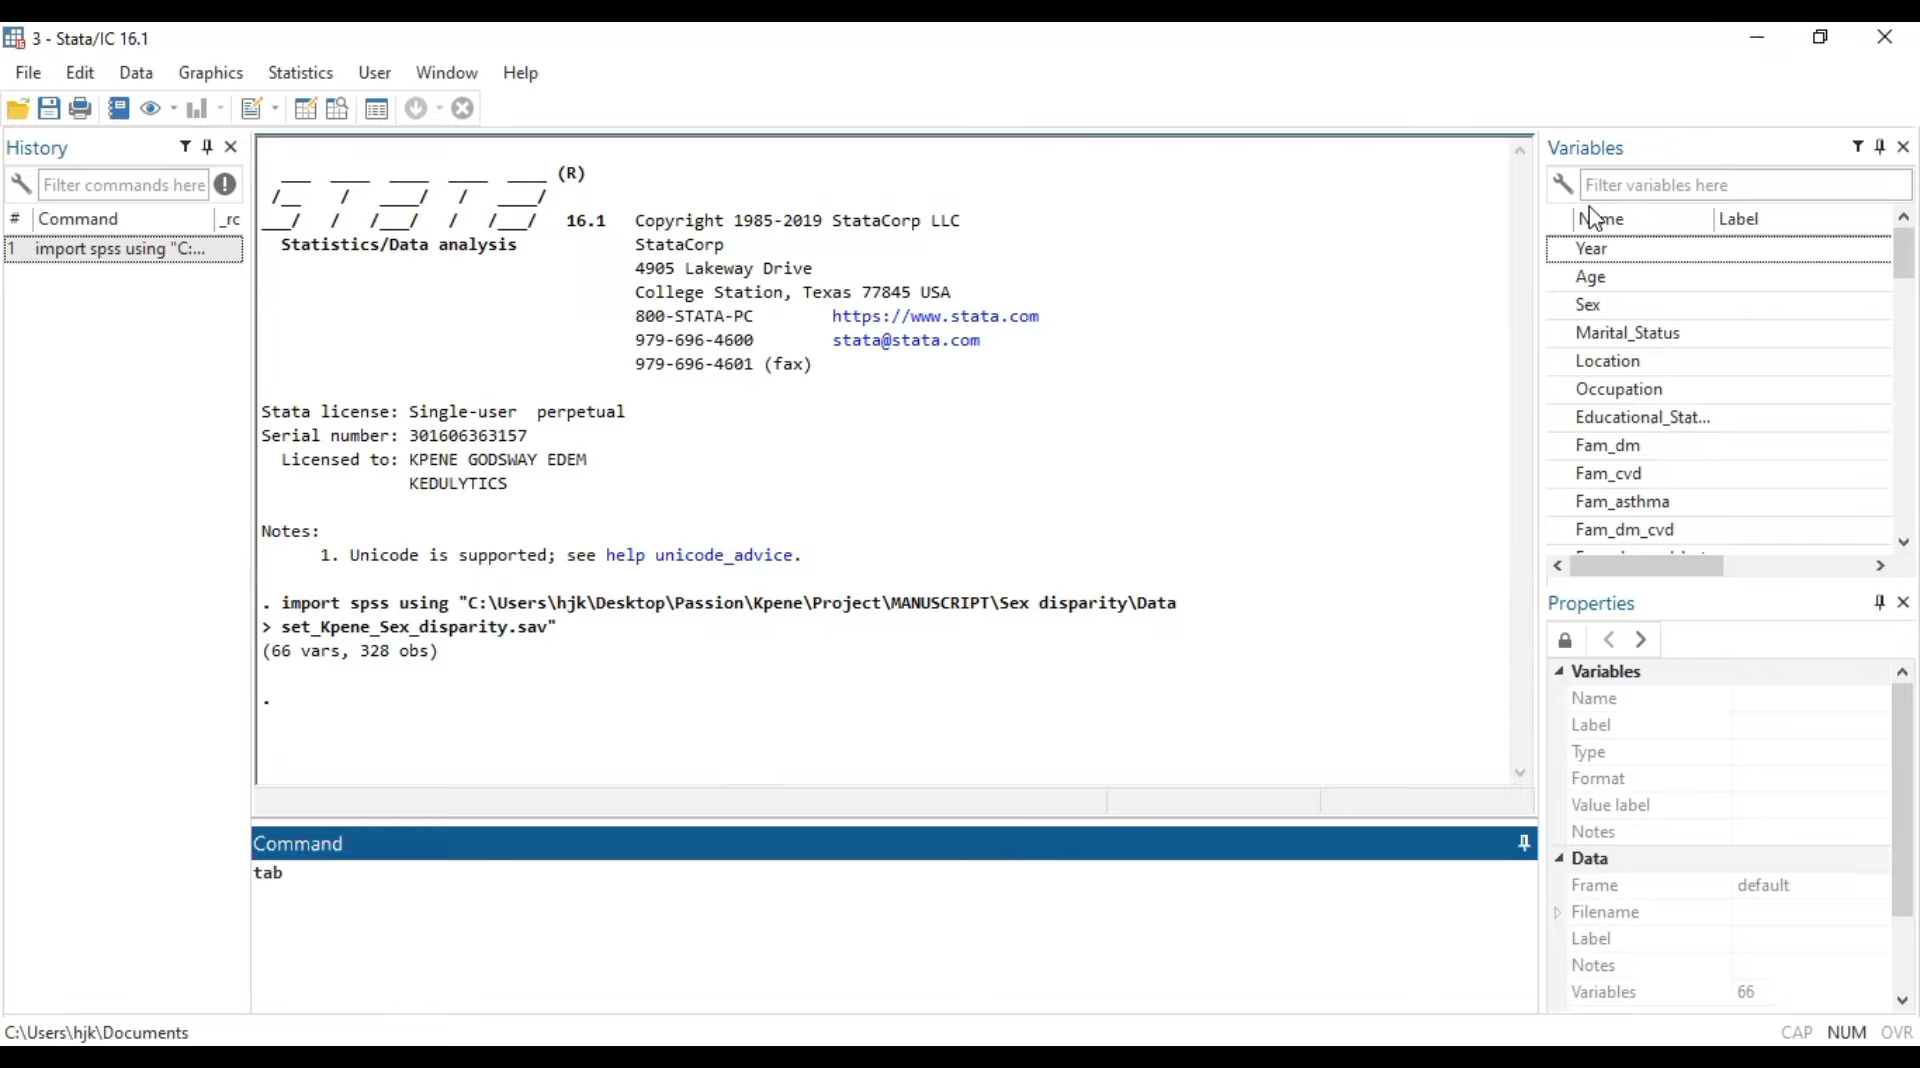 3 - Stata/IC 16.1
File Edit Data Graphics Statistics User Window Help
History
Filter commands here
# Command _rc
1 import spss using "C:...
(R)
16.1 Copyright 1985-2019 StataCorp LLC
Statistics/Data analysis StataCorp
4905 Lakeway Drive
College Station, Texas 77845 USA
800-STATA-PC https://www.stata.com
979-696-4600 stata@stata.com
979-696-4601 (fax)
Stata license: Single-user perpetual
Serial number: 301606363157
Licensed to: KPENE GODSWAY EDEM
KEDULYTICS
Notes:
1. Unicode is supported; see help unicode_advice.
. import spss using "C:\Users\hjk\Desktop\Passion\Kpene\Project\MANUSCRIPT\Sex disparity\Data
> set_Kpene_Sex_disparity.sav"
(66 vars, 328 obs)
.
Command
tab
Variables
Filter variables here
Name Label
Year
Age
Sex
Marital_Status
Location
Occupation
Educational_Stat...
Fam_dm
Fam_cvd
Fam_asthma
Fam_dm_cvd
Properties
Variables
Name
Label
Type
Format
Value label
Notes
Data
Frame default
Filename
Label
Notes
Variables 66
C:\Users\hjk\Documents
CAP NUM OVR